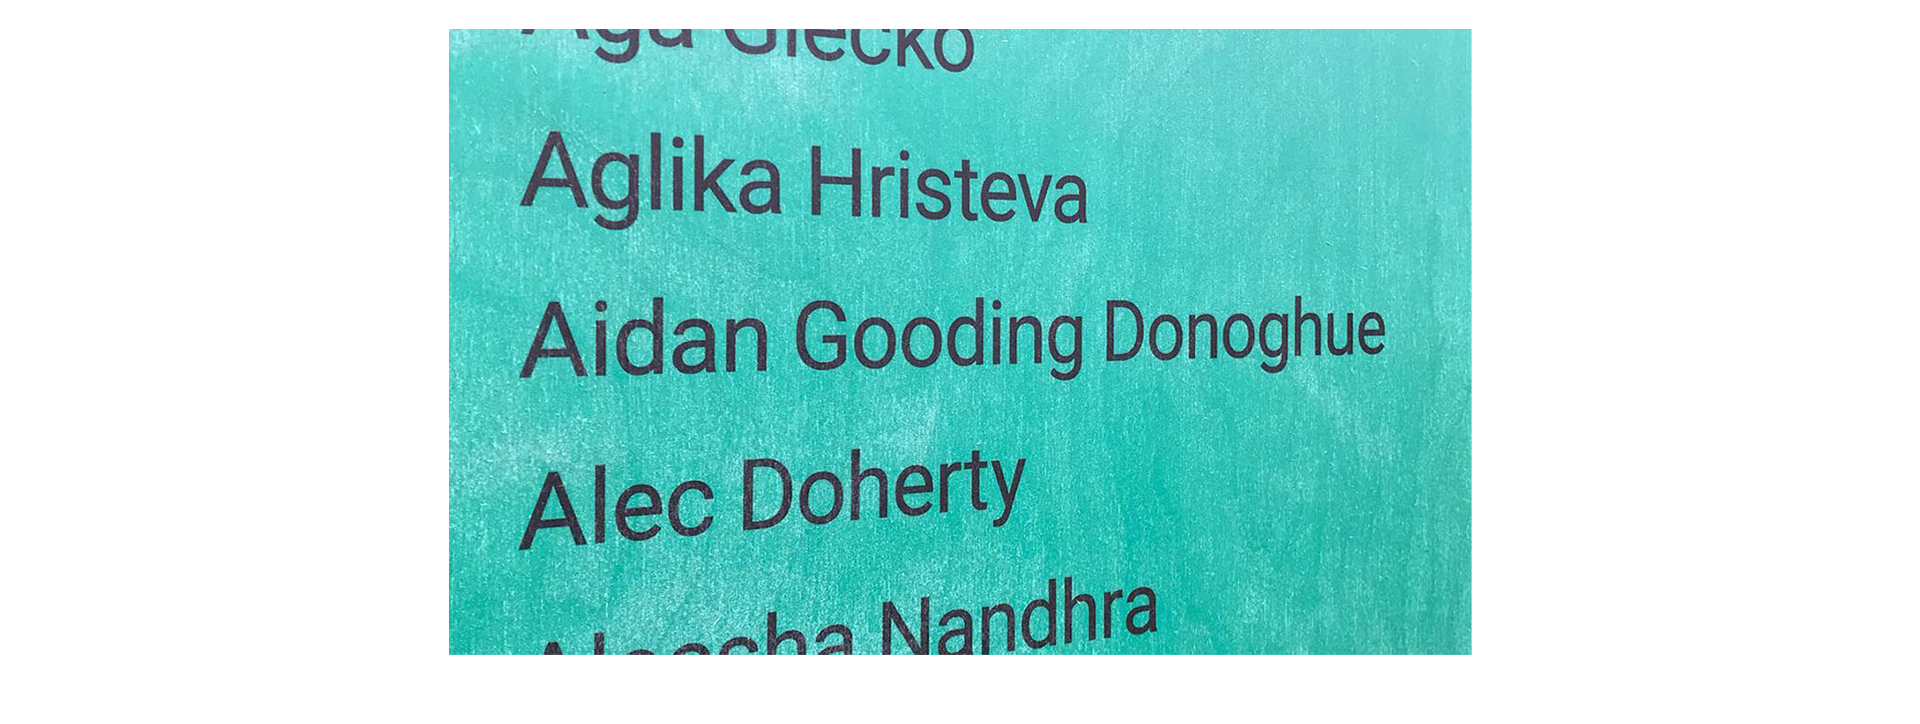 Aglika Hristeva
Aidan Gooding Donoghue
Alec Doherty
Nandhra